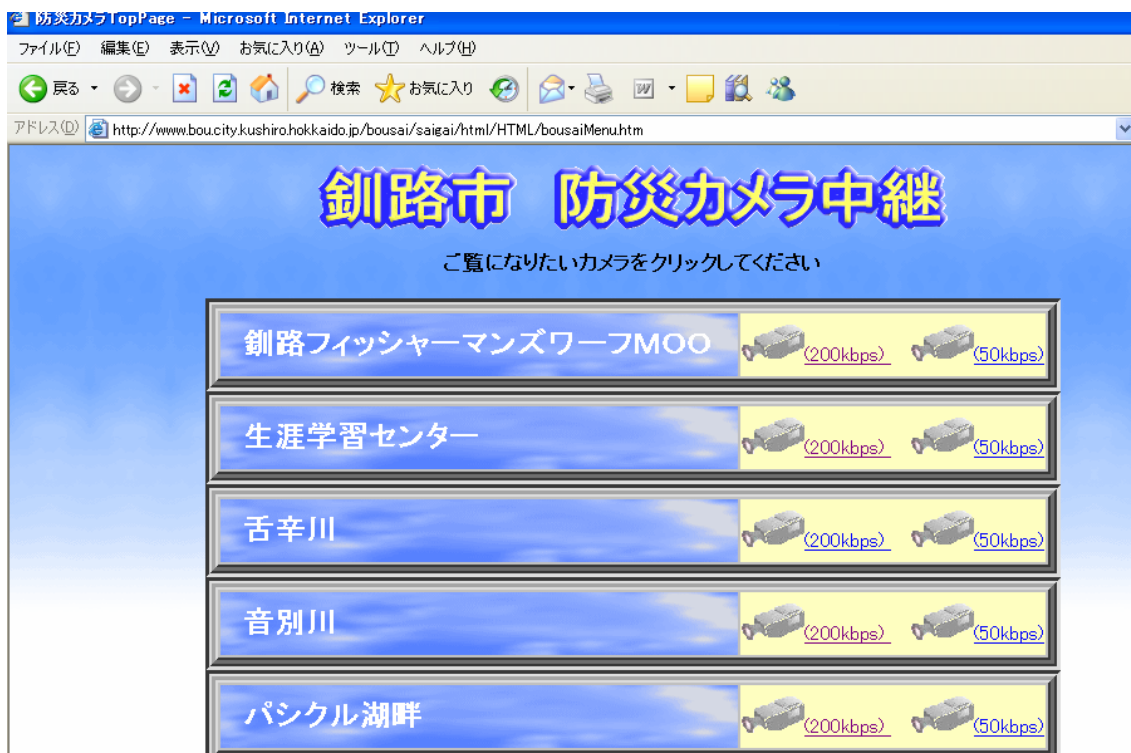 防災カメラTopPage - Microsoft Internet Explorer
ファイル(F) 編集(E) 表示(V) お気に入り(A) ツール(T) ヘルプ(H)
戻る 検索 お気に入り
アドレス(D) http://www.bou.city.kushiro.hokkaido.jp/bousai/saigai/html/HTML/bousaiMenu.htm
釧路市 防災カメラ中継
ご覧になりたいカメラをクリックしてください
釧路フィッシャーマンズワーフMOO (200kbps) (50kbps)
生涯学習センター (200kbps) (50kbps)
舌辛川 (200kbps) (50kbps)
音別川 (200kbps) (50kbps)
パシクル湖畔 (200kbps) (50kbps)